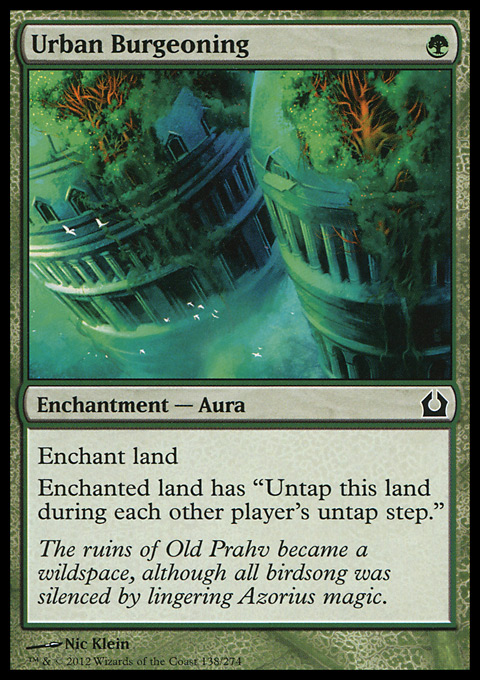 Urban Burgeoning
Enchantment — Aura
Enchant land
Enchanted land has “Untap this land
during each other player’s untap step.”
The ruins of Old Prahv became a
wildspace, although all birdsong was
silenced by lingering Azorius magic.
Nic Klein
™ & © 2012 Wizards of the Coast 138/274